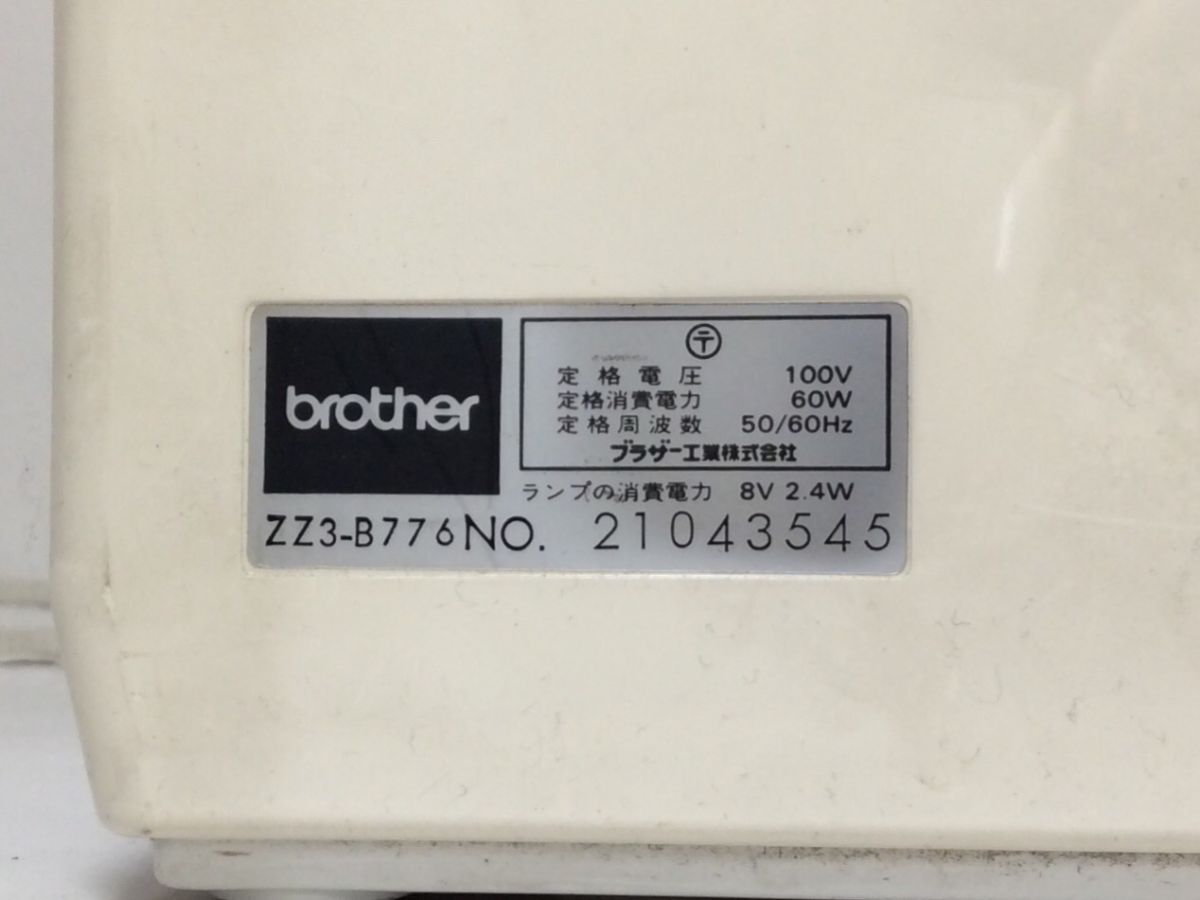 brother
〒
定格電圧 100V
定格消費電力 60W
定格周波数 50/60Hz
ブラザー工業株式会社
ランプの消費電力 8V 2.4W
ZZ3-B776 NO. 21043545